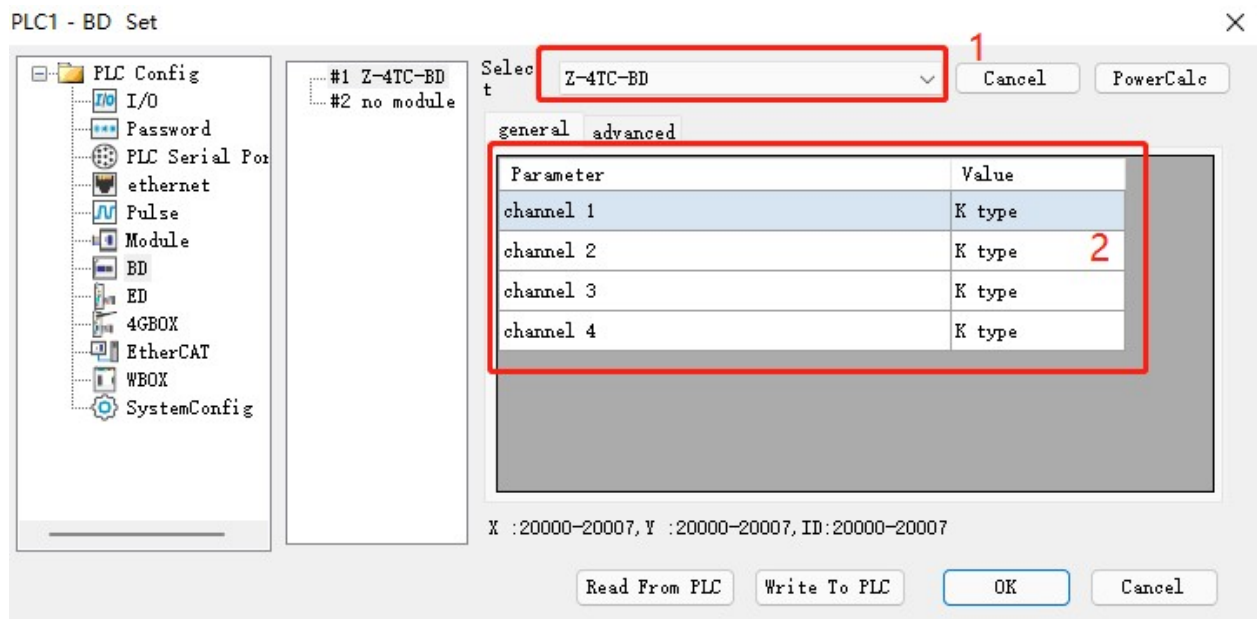 PLC1 - BD Set
PLC Config
I/O
I/O
Password
PLC Serial Por
ethernet
Pulse
Module
BD
ED
4GBOX
EtherCAT
WBOX
SystemConfig
#1 Z-4TC-BD
#2 no module
Selec
t
Z-4TC-BD
1
Cancel
PowerCalc
general advanced
Parameter Value
channel 1 K type
channel 2 K type
2
channel 3 K type
channel 4 K type
X :20000-20007,Y :20000-20007,ID:20000-20007
Read From PLC Write To PLC OK Cancel